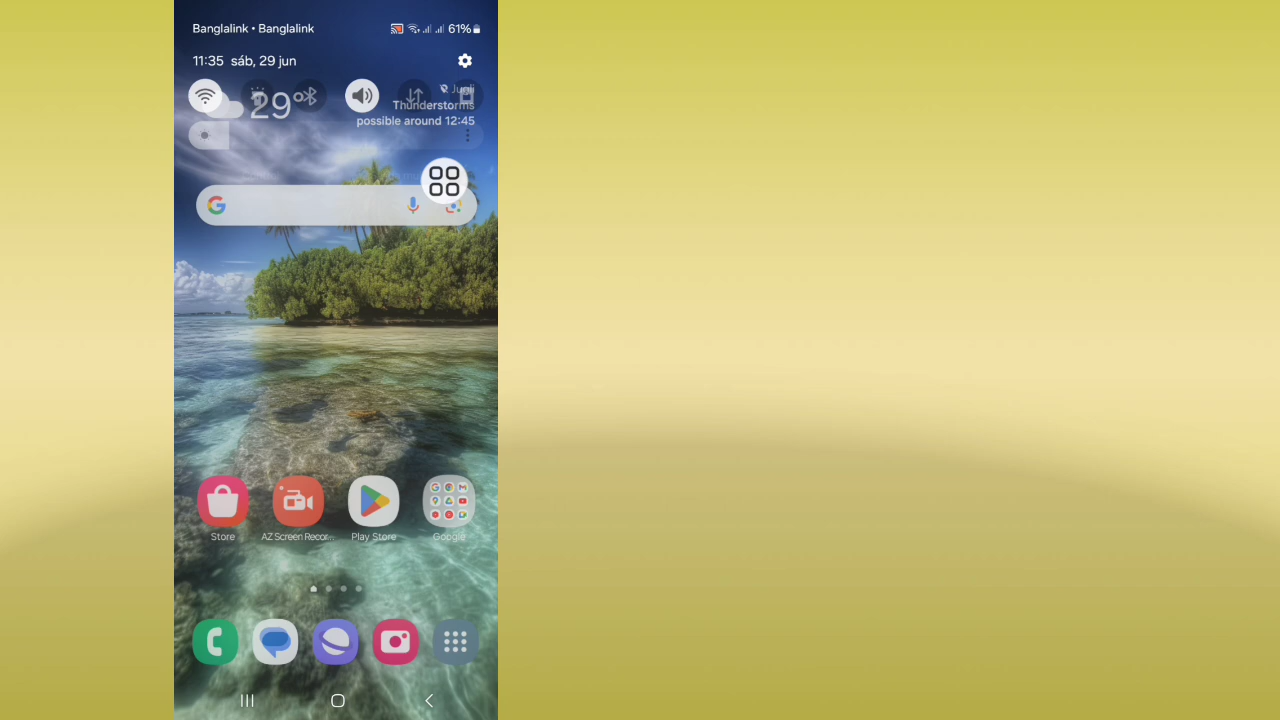 Banglalink • Banglalink
61%
11:35 sáb, 29 jun
29°
Jugli
Thunderstorms
possible around 12:45
Store
AZ Screen Recor...
Play Store
Google